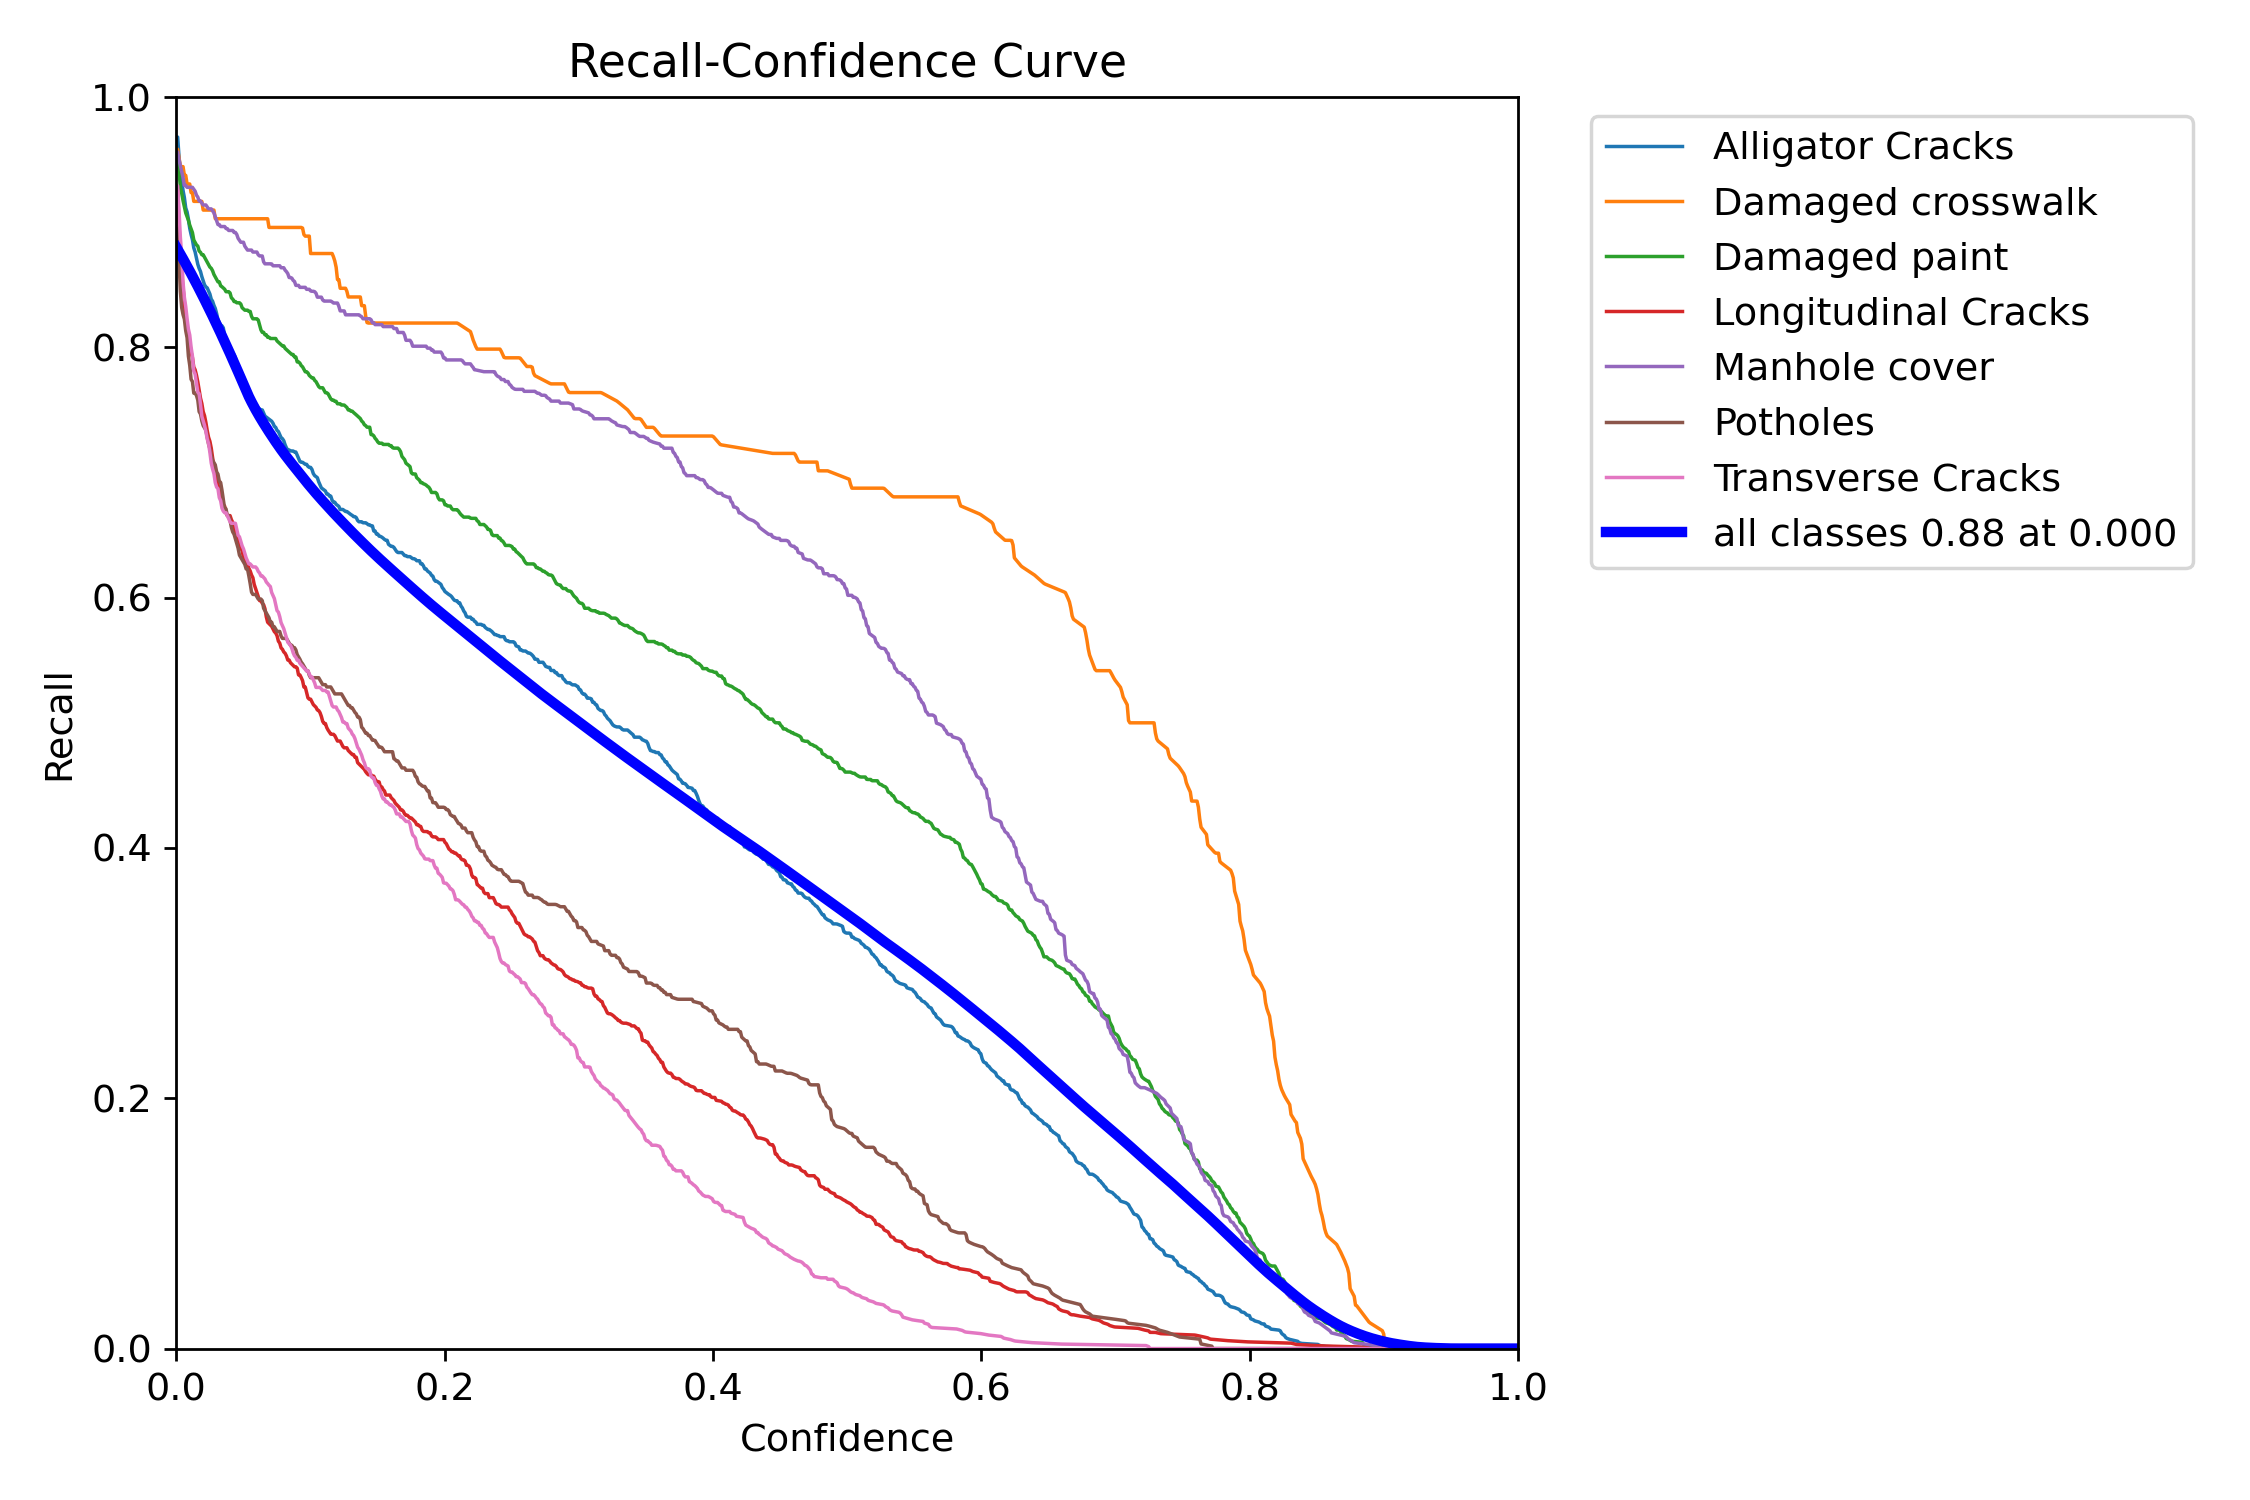 Recall-Confidence Curve
1.0
0.8
0.6
0.4
0.2
0.0
Recall
0.0 0.2 0.4 0.6 0.8 1.0
Confidence
Alligator Cracks
Damaged crosswalk
Damaged paint
Longitudinal Cracks
Manhole cover
Potholes
Transverse Cracks
all classes 0.88 at 0.000